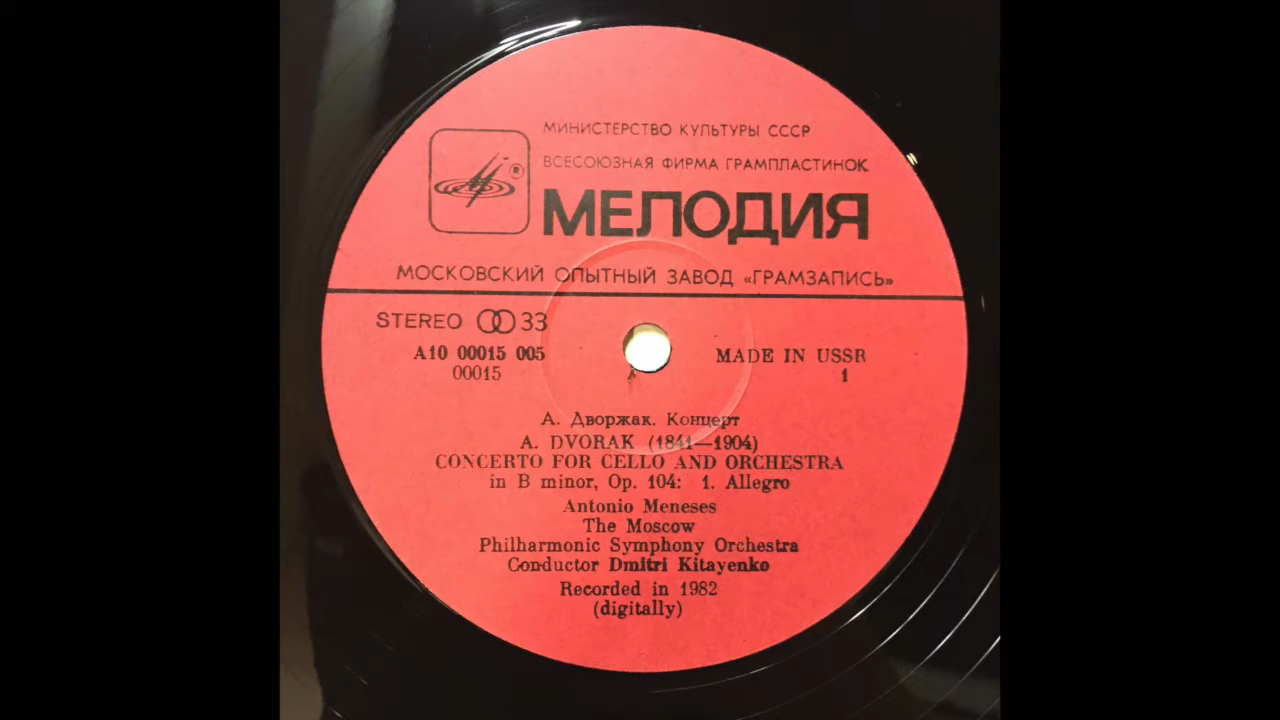 МИНИСТЕРСТВО КУЛЬТУРЫ СССР
ВСЕСОЮЗНАЯ ФИРМА ГРАМПЛАСТИНОК
®
МЕЛОДИЯ
МОСКОВСКИЙ ОПЫТНЫЙ ЗАВОД «ГРАМЗАПИСЬ»
STEREO 33
А10 00015 005
00015
MADE IN USSR
1
А. Дворжак. Концерт
A. DVORAK (1841—1904)
CONCERTO FOR CELLO AND ORCHESTRA
in B minor, Op. 104: 1. Allegro
Antonio Meneses
The Moscow
Philharmonic Symphony Orchestra
Conductor Dmitri Kitayenko
Recorded in 1982
(digitally)